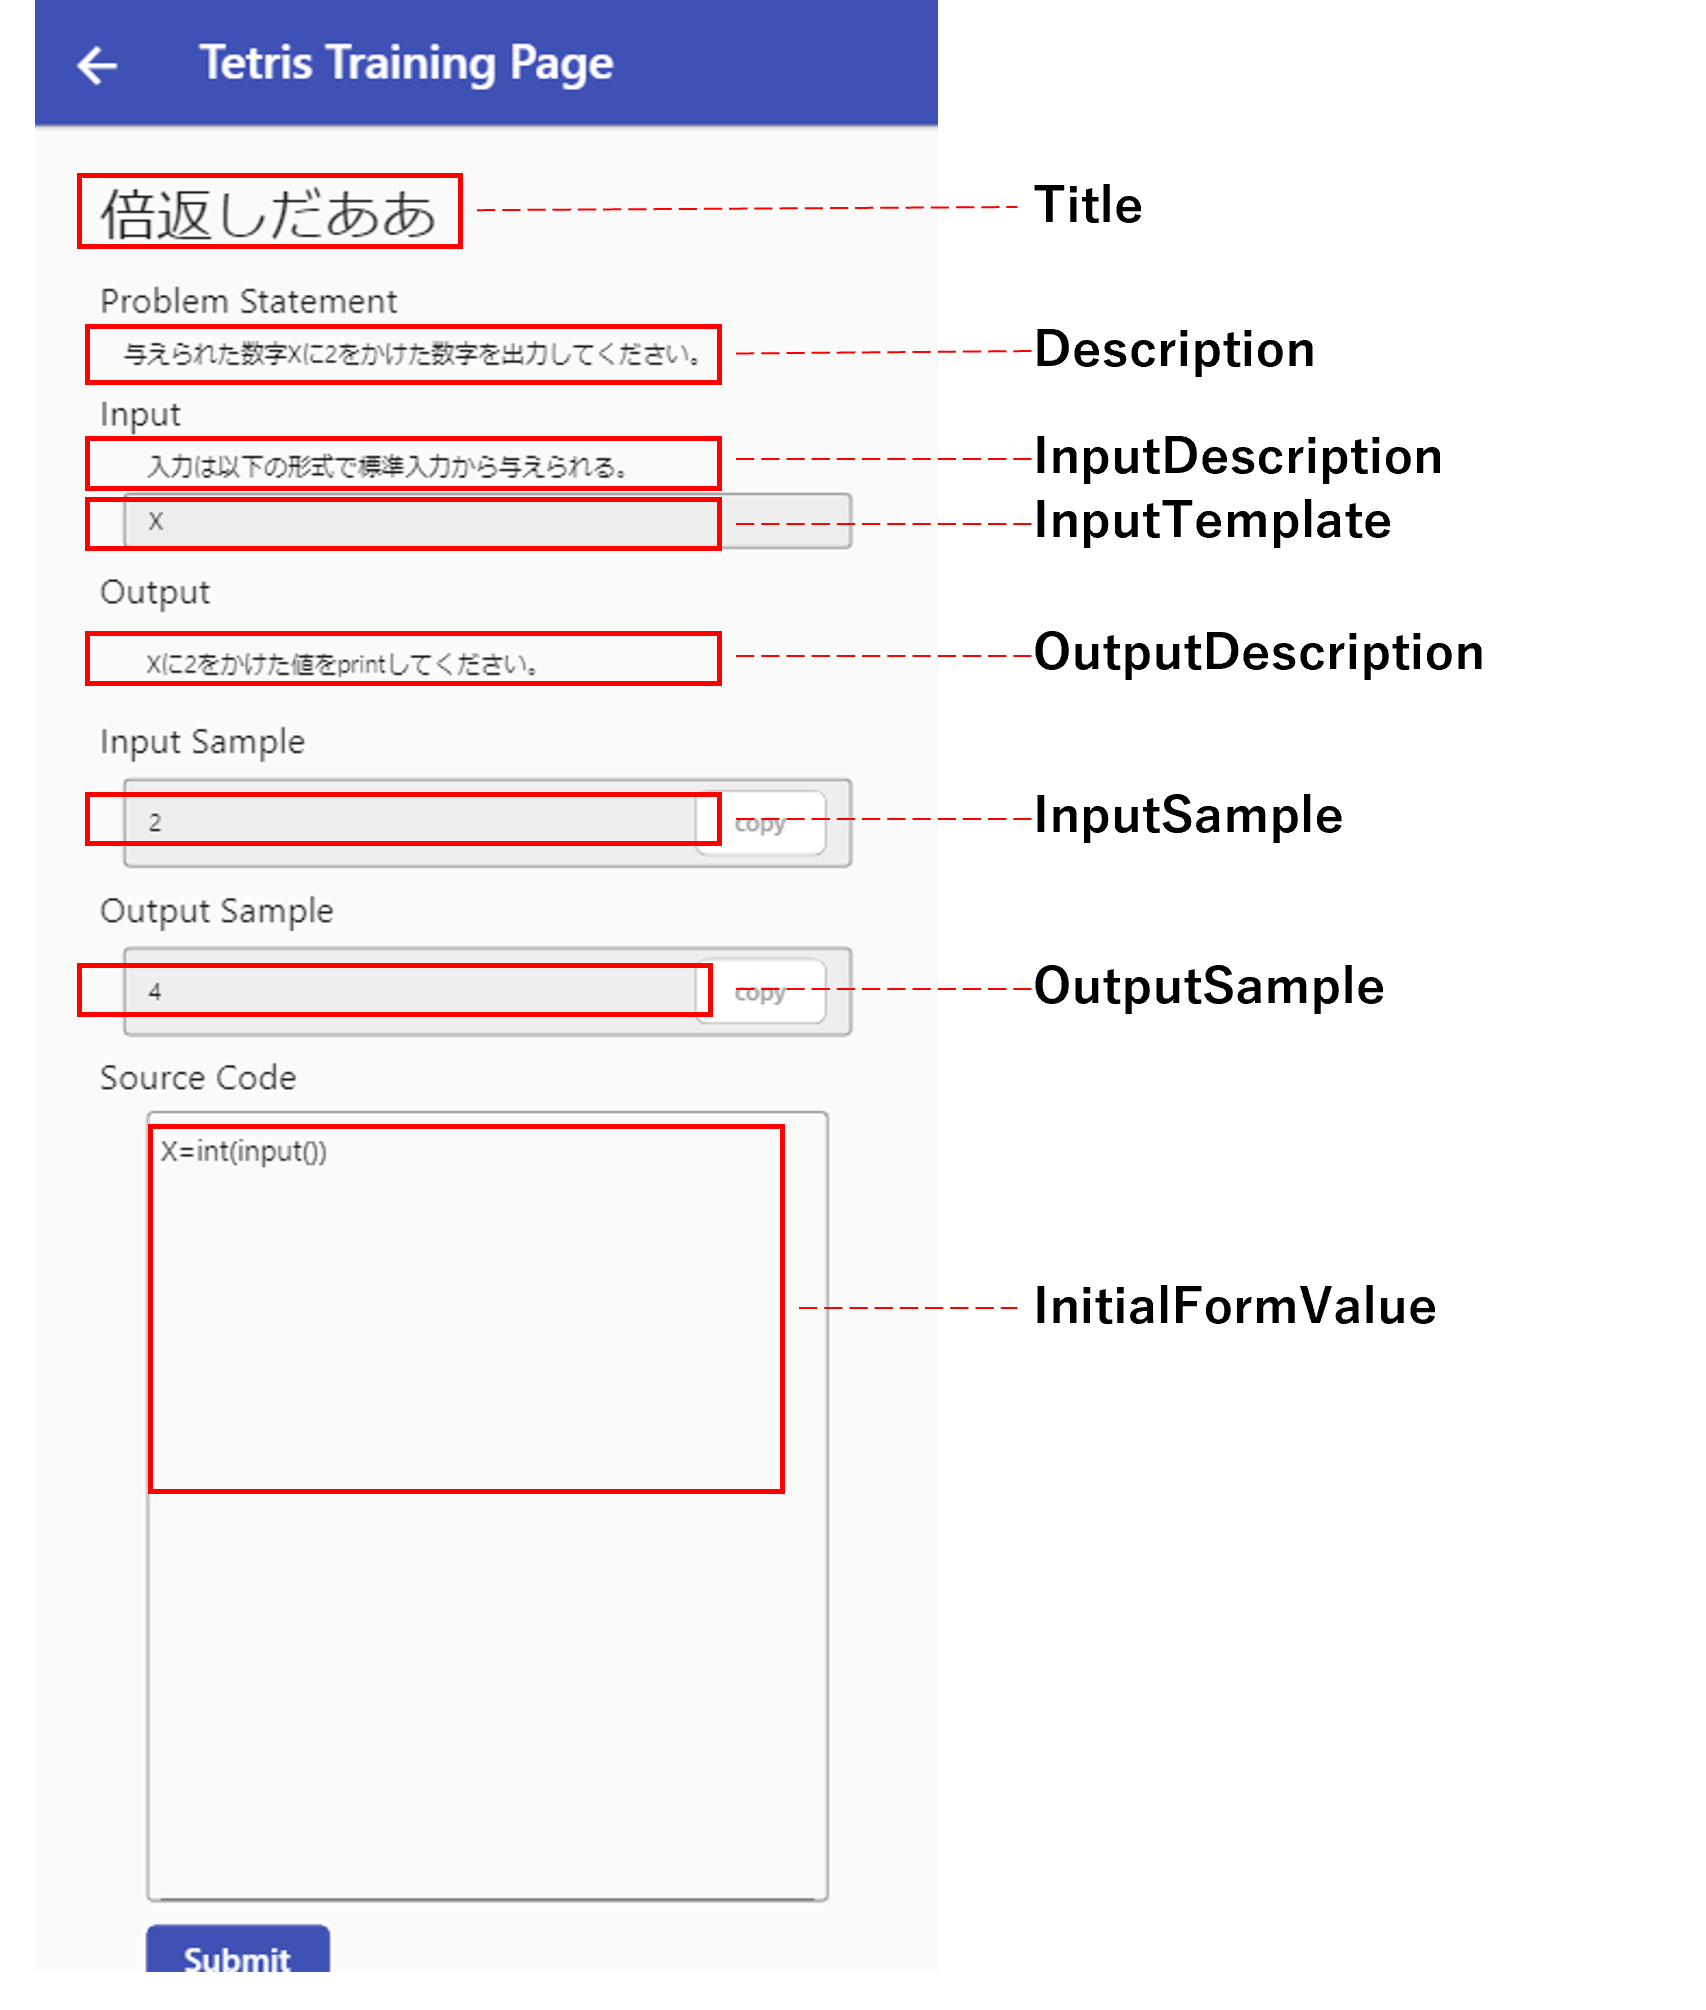 Tetris Training Page
倍返しだああ
Title
Problem Statement
与えられた数字Xに2をかけた数字を出力してください。
Description
Input
入力は以下の形式で標準入力から与えられる。
InputDescription
X
InputTemplate
Output
Xに2をかけた値をprintしてください。
OutputDescription
Input Sample
2
copy
InputSample
Output Sample
4
copy
OutputSample
Source Code
X=int(input())
InitialFormValue
Submit